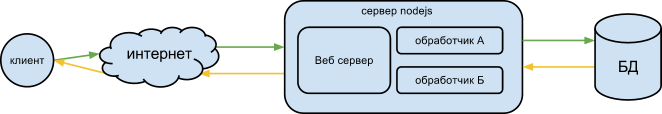 сервер nodejs
клиент
интернет
Веб сервер
обработчик А
обработчик Б
БД